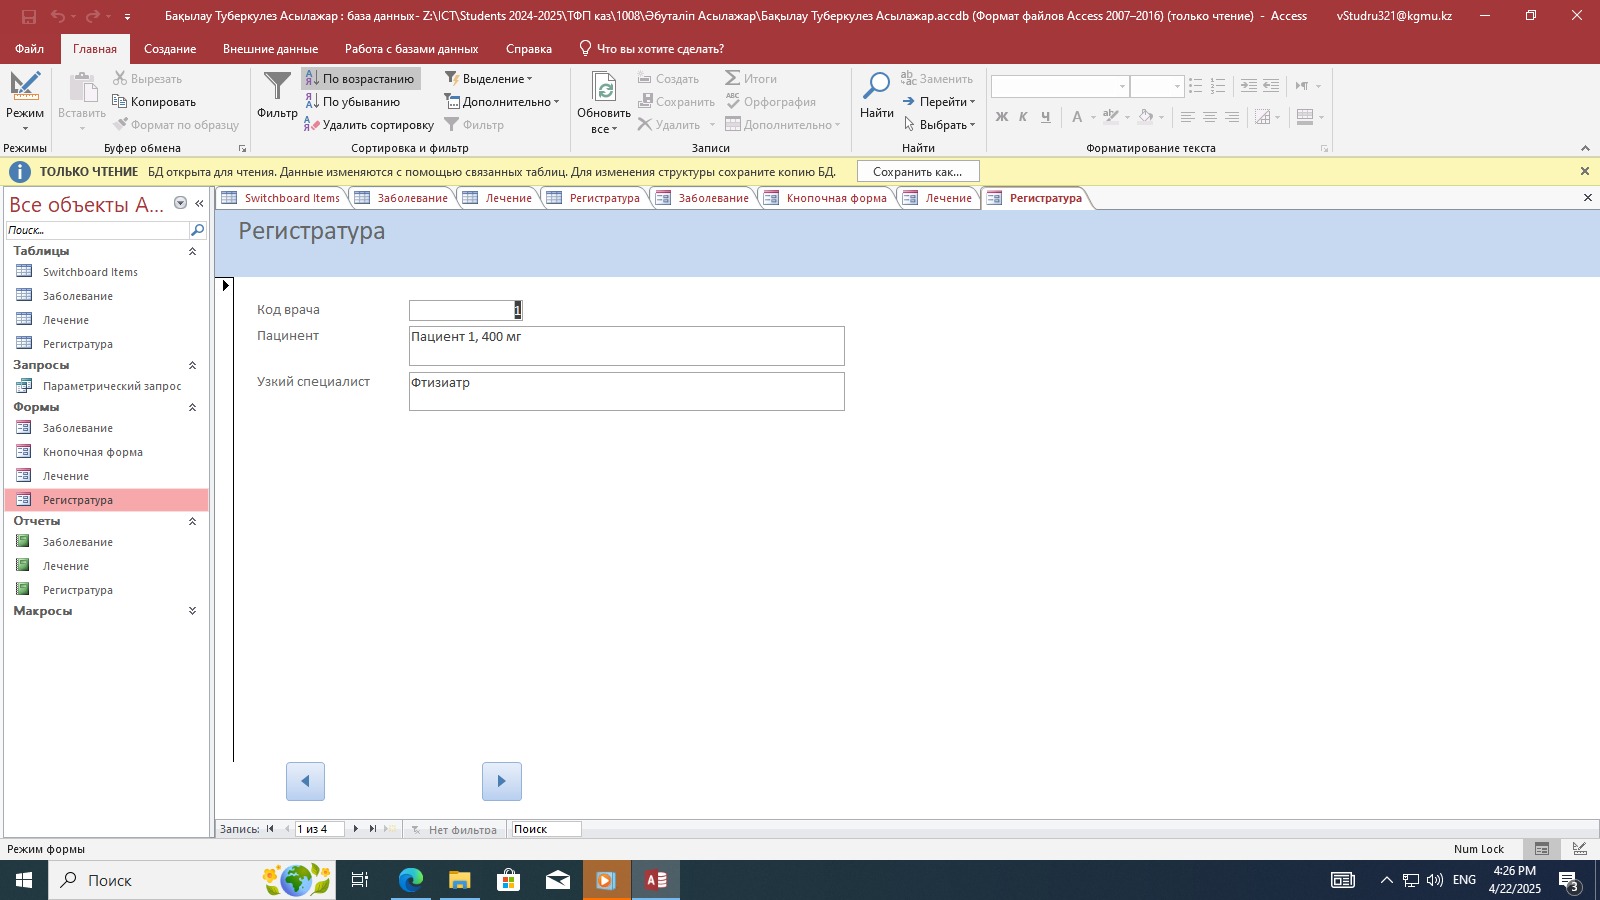 Бақылау Туберкулез Асылажар : база данных- Z:\ICT\Students 2024-2025\ТФП каз\1008\Әбуталіп Асылажар\Бақылау Туберкулез Асылажар.accdb (Формат файлов Access 2007–2016) (только чтение) - Access
vStudru321@kgmu.kz
Файл
Главная
Создание
Внешние данные
Работа с базами данных
Справка
Что вы хотите сделать?
Режим
Режимы
Вставить
Вырезать
Копировать
Формат по образцу
Буфер обмена
Фильтр
По возрастанию
По убыванию
Удалить сортировку
Выделение
Дополнительно
Фильтр
Сортировка и фильтр
Обновить
все
Создать
Сохранить
Удалить
Итоги
Орфография
Дополнительно
Записи
Найти
Заменить
Перейти
Выбрать
Найти
Ж К Ч
Форматирование текста
ТОЛЬКО ЧТЕНИЕ БД открыта для чтения. Данные изменяются с помощью связанных таблиц. Для изменения структуры сохраните копию БД.
Сохранить как...
Все объекты A...
Поиск...
Таблицы
Switchboard Items
Заболевание
Лечение
Регистратура
Запросы
Параметрический запрос
Формы
Заболевание
Кнопочная форма
Лечение
Регистратура
Отчеты
Заболевание
Лечение
Регистратура
Макросы
Switchboard Items
Заболевание
Лечение
Регистратура
Заболевание
Кнопочная форма
Лечение
Регистратура
Регистратура
Код врача 1
Пацинент Пациент 1, 400 мг
Узкий специалист Фтизиатр
Запись: 1 из 4 Нет фильтра Поиск
Режим формы
Num Lock
Поиск
ENG
4:26 PM
4/22/2025
3